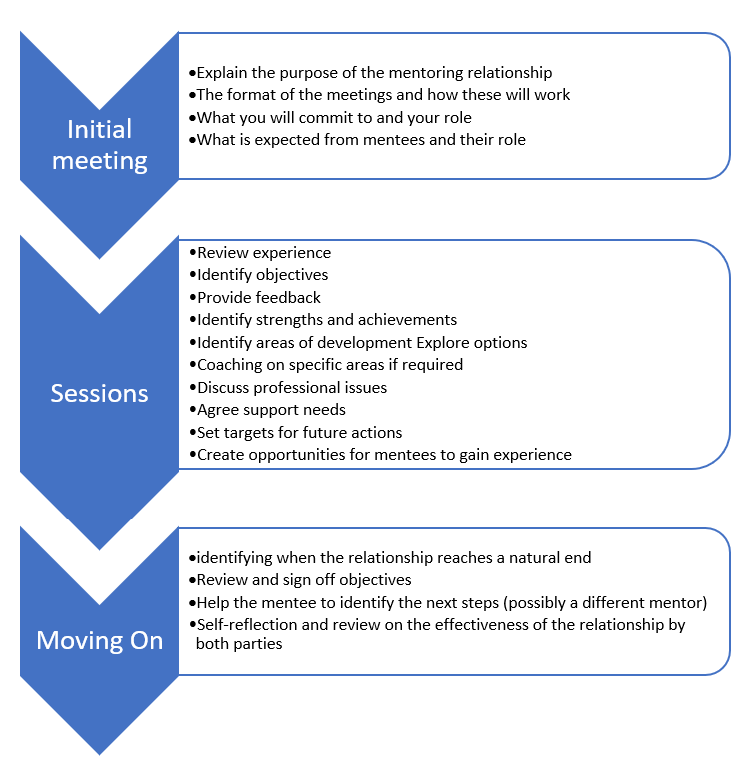 Initial
meeting
•Explain the purpose of the mentoring relationship
•The format of the meetings and how these will work
•What you will commit to and your role
•What is expected from mentees and their role
Sessions
•Review experience
•Identify objectives
•Provide feedback
•Identify strengths and achievements
•Identify areas of development Explore options
•Coaching on specific areas if required
•Discuss professional issues
•Agree support needs
•Set targets for future actions
•Create opportunities for mentees to gain experience
Moving On
•identifying when the relationship reaches a natural end
•Review and sign off objectives
•Help the mentee to identify the next steps (possibly a different mentor)
•Self-reflection and review on the effectiveness of the relationship by
both parties